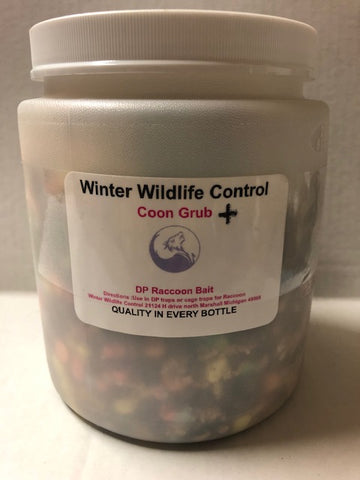 Winter Wildlife Control
Coon Grub +
DP Raccoon Bait
Directions :Use in DP traps or cage traps for Raccoon
Winter Wildlife Control 21124 H drive north Marshall Michigan 49068
QUALITY IN EVERY BOTTLE